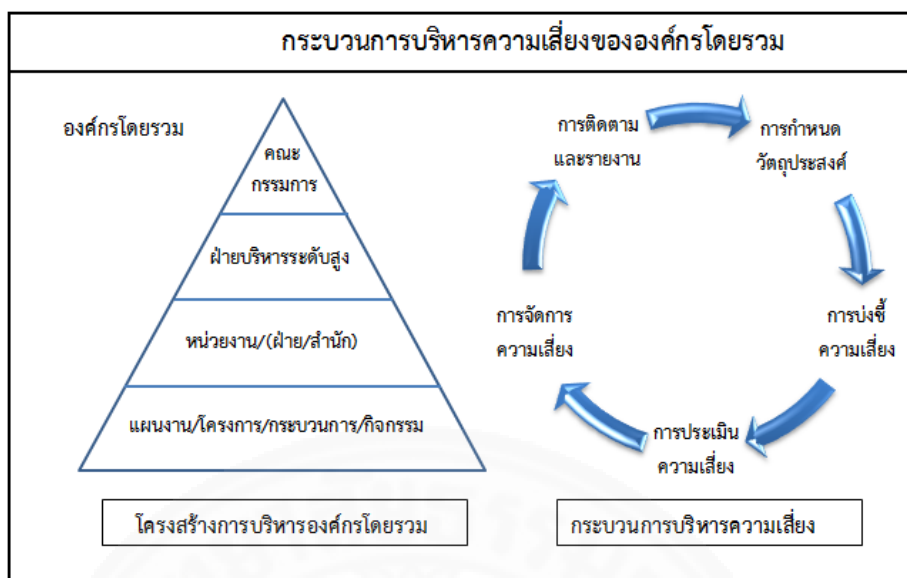 กระบวนการบริหารความเสี่ยงขององค์กรโดยรวม
องค์กรโดยรวม
คณะ
กรรมการ
ฝ่ายบริหารระดับสูง
หน่วยงาน/(ฝ่าย/สำนัก)
แผนงาน/โครงการ/กระบวนการ/กิจกรรม
โครงสร้างการบริหารองค์กรโดยรวม
การติดตาม
และรายงาน
การกำหนด
วัตถุประสงค์
การบ่งชี้
ความเสี่ยง
การประเมิน
ความเสี่ยง
การจัดการ
ความเสี่ยง
กระบวนการบริหารความเสี่ยง